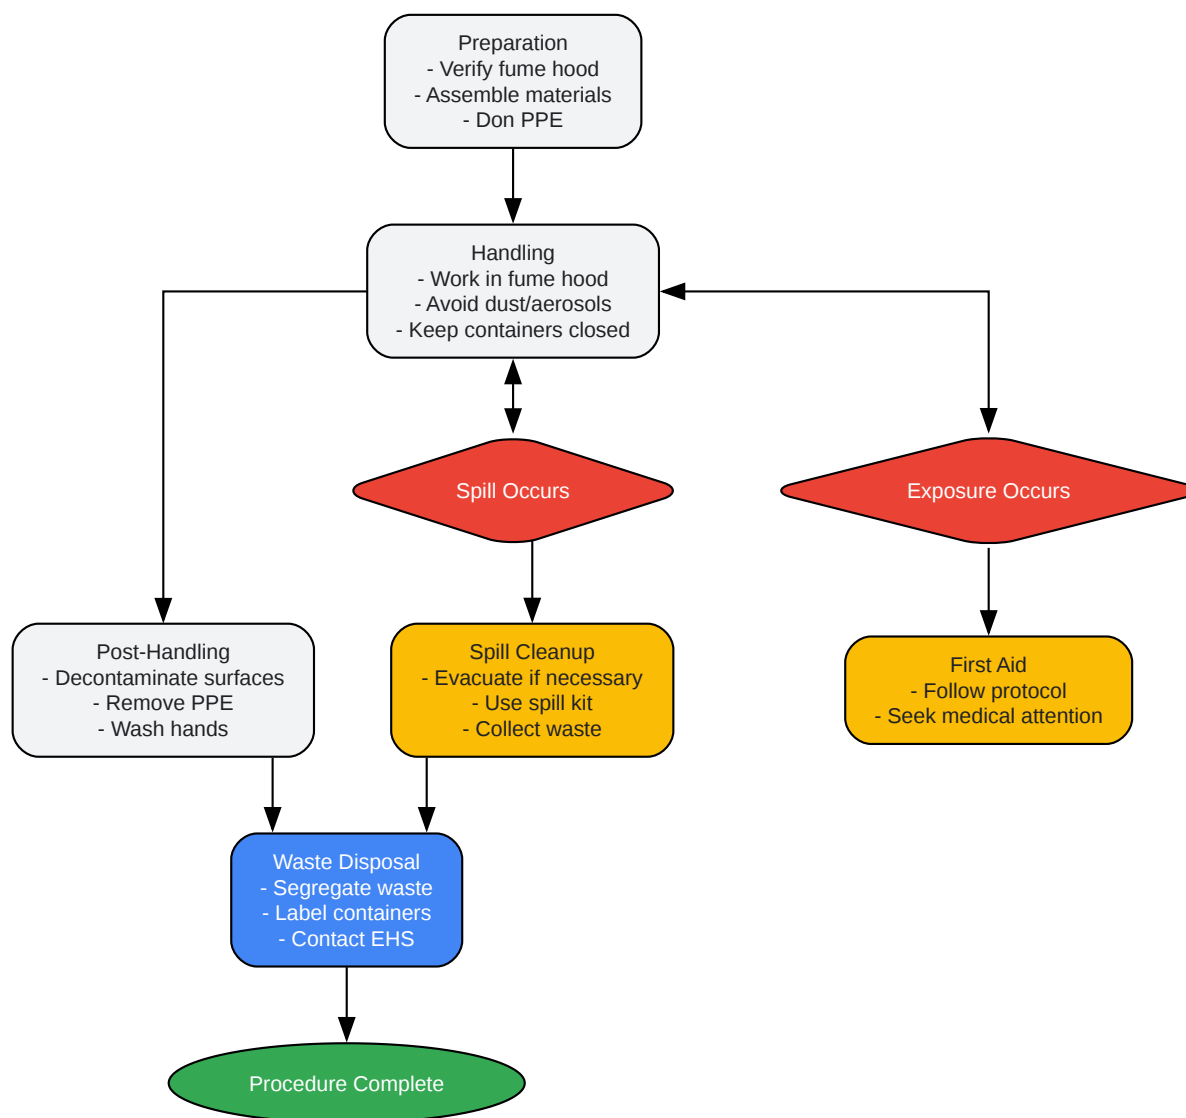 Preparation
- Verify fume hood
- Assemble materials
- Don PPE
Handling
- Work in fume hood
- Avoid dust/aerosols
- Keep containers closed
Spill Occurs
Exposure Occurs
Post-Handling
- Decontaminate surfaces
- Remove PPE
- Wash hands
Spill Cleanup
- Evacuate if necessary
- Use spill kit
- Collect waste
First Aid
- Follow protocol
- Seek medical attention
Waste Disposal
- Segregate waste
- Label containers
- Contact EHS
Procedure Complete